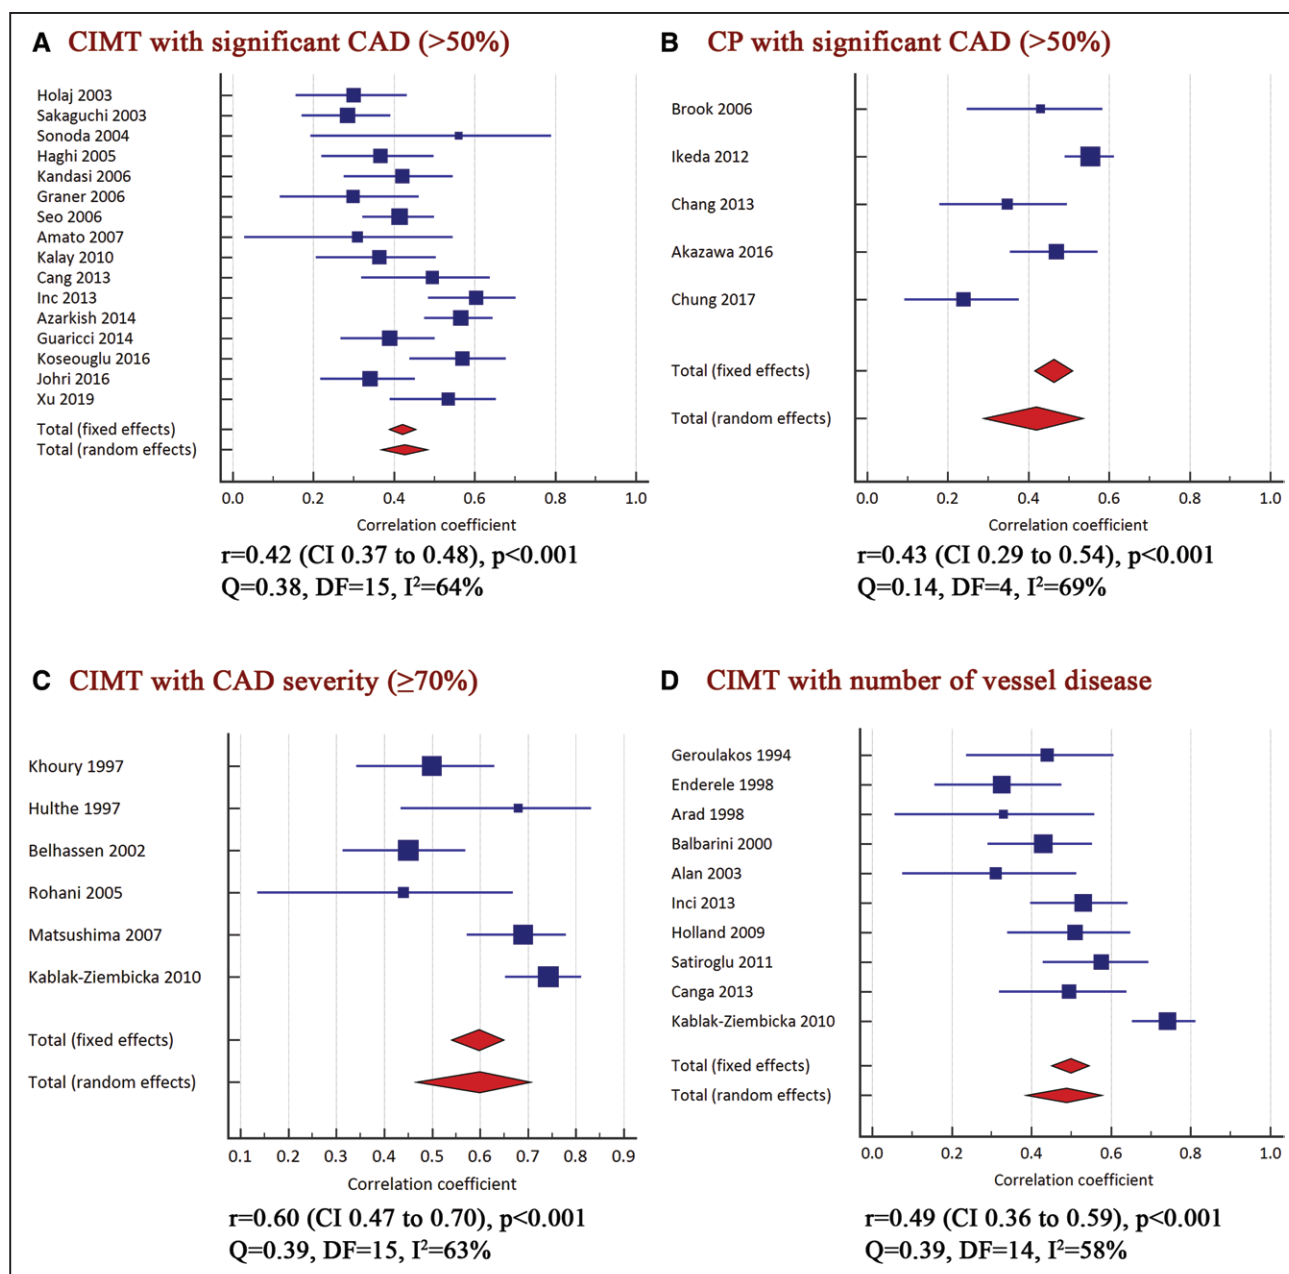 A CIMT with significant CAD (>50%)
Holaj 2003
Sakaguchi 2003
Sonoda 2004
Haghi 2005
Kandasi 2006
Graner 2006
Seo 2006
Amato 2007
Kalay 2010
Cang 2013
Inc 2013
Azarkish 2014
Guaricci 2014
Koseouglu 2016
Johri 2016
Xu 2019
Total (fixed effects)
Total (random effects)
0.0 0.2 0.4 0.6 0.8 1.0
Correlation coefficient
r=0.42 (CI 0.37 to 0.48), p<0.001
Q=0.38, DF=15, I²=64%
B CP with significant CAD (>50%)
Brook 2006
Ikeda 2012
Chang 2013
Akazawa 2016
Chung 2017
Total (fixed effects)
Total (random effects)
0.0 0.2 0.4 0.6 0.8 1.0
Correlation coefficient
r=0.43 (CI 0.29 to 0.54), p<0.001
Q=0.14, DF=4, I²=69%
C CIMT with CAD severity (≥70%)
Khoury 1997
Hulthe 1997
Belhassen 2002
Rohani 2005
Matsushima 2007
Kablak-Ziembicka 2010
Total (fixed effects)
Total (random effects)
0.1 0.2 0.3 0.4 0.5 0.6 0.7 0.8 0.9
Correlation coefficient
r=0.60 (CI 0.47 to 0.70), p<0.001
Q=0.39, DF=15, I²=63%
D CIMT with number of vessel disease
Geroulakos 1994
Enderele 1998
Arad 1998
Balbarini 2000
Alan 2003
Inci 2013
Holland 2009
Satiroglu 2011
Canga 2013
Kablak-Ziembicka 2010
Total (fixed effects)
Total (random effects)
0.0 0.2 0.4 0.6 0.8 1.0
Correlation coefficient
r=0.49 (CI 0.36 to 0.59), p<0.001
Q=0.39, DF=14, I²=58%